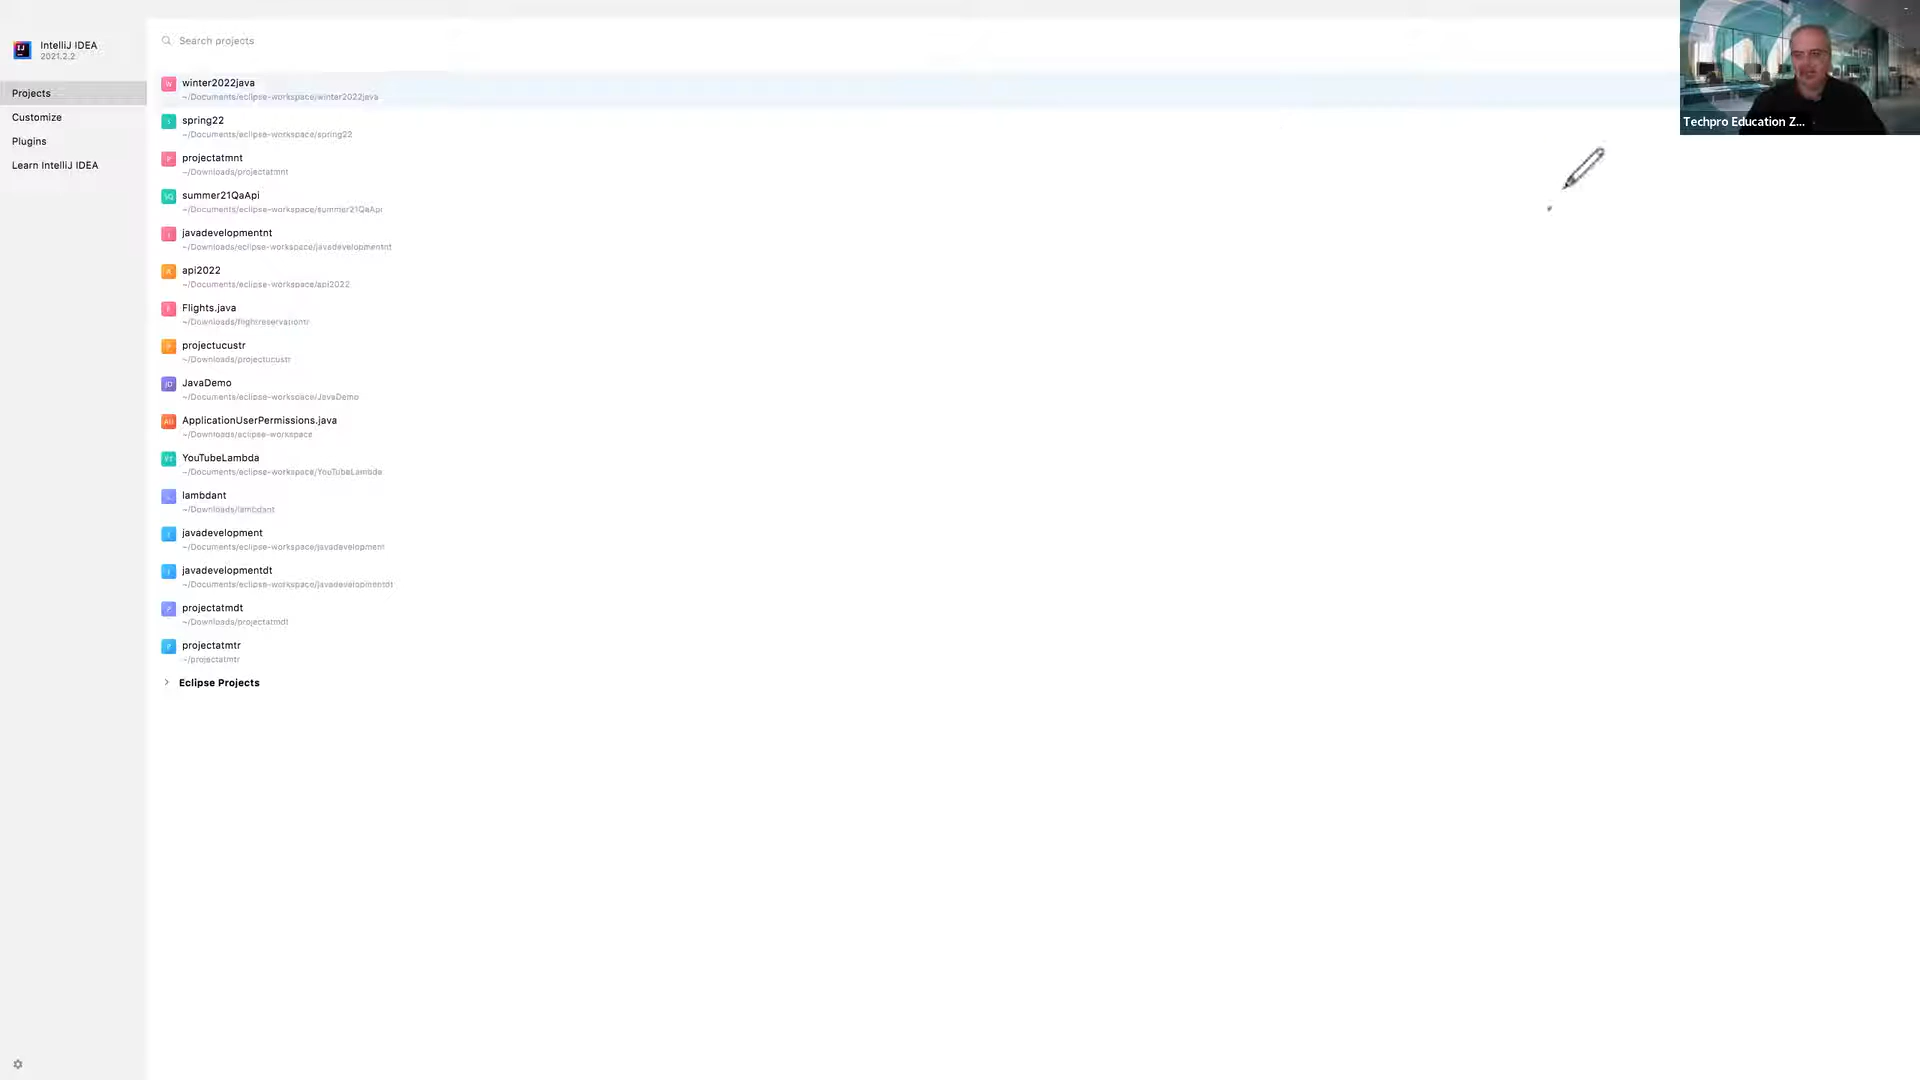 IntelliJ IDEA
2021.2.2
Projects
Customize
Plugins
Learn IntelliJ IDEA
Search projects
winter2022java
~/Documents/eclipse-workspace/winter2022java
spring22
~/Documents/eclipse-workspace/spring22
projectatmnt
~/Downloads/projectatmnt
summer21QaApi
~/Documents/eclipse-workspace/summer21QaApi
javadevelopmentnt
~/Downloads/eclipse-workspace/javadevelopmentnt
api2022
~/Documents/eclipse-workspace/api2022
Flights.java
~/Downloads/flightreservationtr
projectucustr
~/Downloads/projectucustr
JavaDemo
~/Documents/eclipse-workspace/JavaDemo
ApplicationUserPermissions.java
~/Downloads/eclipse-workspace
YouTubeLambda
~/Documents/eclipse-workspace/YouTubeLambda
lambdant
~/Downloads/lambdant
javadevelopment
~/Documents/eclipse-workspace/javadevelopment
javadevelopmentdt
~/Documents/eclipse-workspace/javadevelopmentdt
projectatmdt
~/Downloads/projectatmdt
projectatmtr
~/projectatmtr
Eclipse Projects
Techpro Education Z...